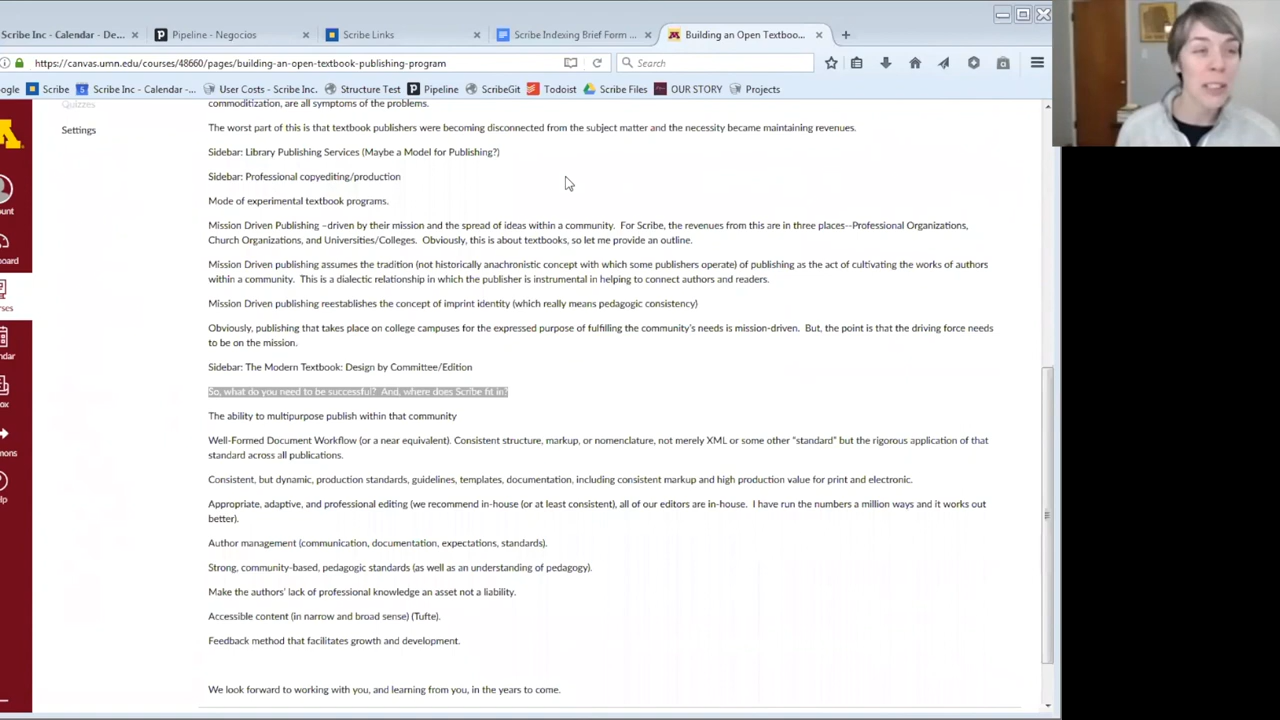 Scribe Inc - Calendar - De...
Pipeline - Negocios
Scribe Links
Scribe Indexing Brief Form ...
Building an Open Textboo...
https://canvas.umn.edu/courses/48660/pages/building-an-open-textbook-publishing-program
Search
ogle
Scribe
Scribe Inc - Calendar -...
User Costs - Scribe Inc.
Structure Test
Pipeline
ScribeGit
Todoist
Scribe Files
OUR STORY
Projects
Quizzes
Settings
ount
board
rses
ndar
ox
mons
lp
commoditization, are all symptoms of the problems.
The worst part of this is that textbook publishers were becoming disconnected from the subject matter and the necessity became maintaining revenues.
Sidebar: Library Publishing Services (Maybe a Model for Publishing?)
Sidebar: Professional copyediting/production
Mode of experimental textbook programs.
Mission Driven Publishing –driven by their mission and the spread of ideas within a community. For Scribe, the revenues from this are in three places--Professional Organizations,
Church Organizations, and Universities/Colleges. Obviously, this is about textbooks, so let me provide an outline.
Mission Driven publishing assumes the tradition (not historically anachronistic concept with which some publishers operate) of publishing as the act of cultivating the works of authors
within a community. This is a dialectic relationship in which the publisher is instrumental in helping to connect authors and readers.
Mission Driven publishing reestablishes the concept of imprint identity (which really means pedagogic consistency)
Obviously, publishing that takes place on college campuses for the expressed purpose of fulfilling the community's needs is mission-driven. But, the point is that the driving force needs
to be on the mission.
Sidebar: The Modern Textbook: Design by Committee/Edition
So, what do you need to be successful? And, where does Scribe fit in?
The ability to multipurpose publish within that community
Well-Formed Document Workflow (or a near equivalent). Consistent structure, markup, or nomenclature, not merely XML or some other "standard" but the rigorous application of that
standard across all publications.
Consistent, but dynamic, production standards, guidelines, templates, documentation, including consistent markup and high production value for print and electronic.
Appropriate, adaptive, and professional editing (we recommend in-house (or at least consistent), all of our editors are in-house. I have run the numbers a million ways and it works out
better).
Author management (communication, documentation, expectations, standards).
Strong, community-based, pedagogic standards (as well as an understanding of pedagogy).
Make the authors' lack of professional knowledge an asset not a liability.
Accessible content (in narrow and broad sense) (Tufte).
Feedback method that facilitates growth and development.
We look forward to working with you, and learning from you, in the years to come.